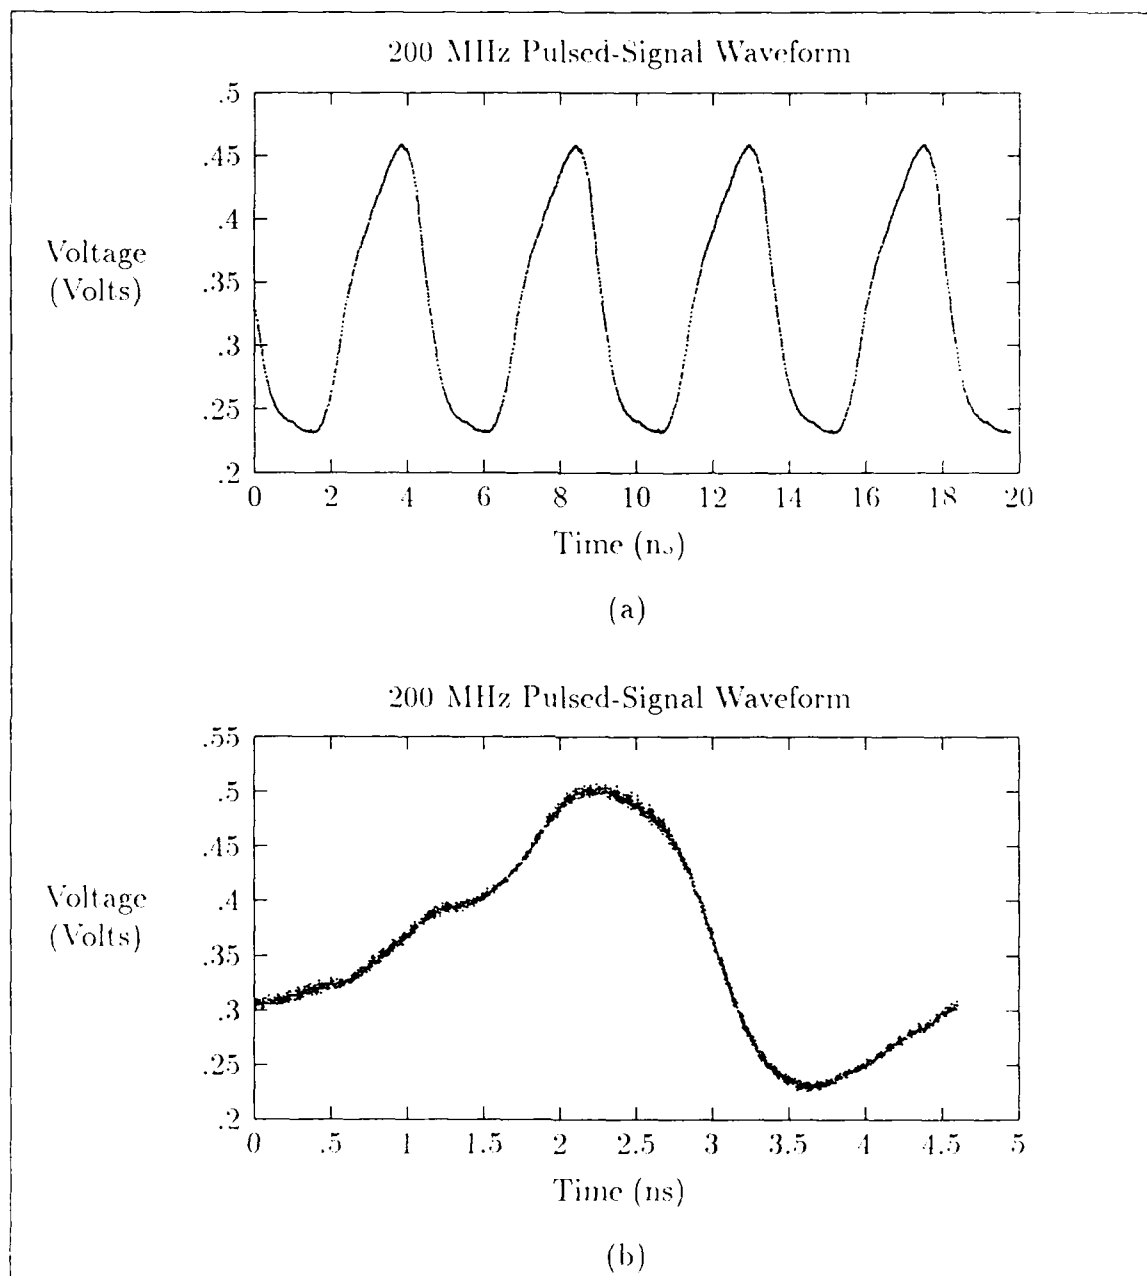 200 MHz Pulsed-Signal Waveform
.5
.45
.4
.35
.3
.25
.2
Voltage
(Volts)
0 2 4 6 8 10 12 14 16 18 20
Time
(a)
200 MHz Pulsed-Signal Waveform
.55
.5
.45
.4
.35
.3
.25
.2
Voltage
(Volts)
0 .5 1 1.5 2 2.5 3 3.5 4 4.5 5
Time (ns)
(b)